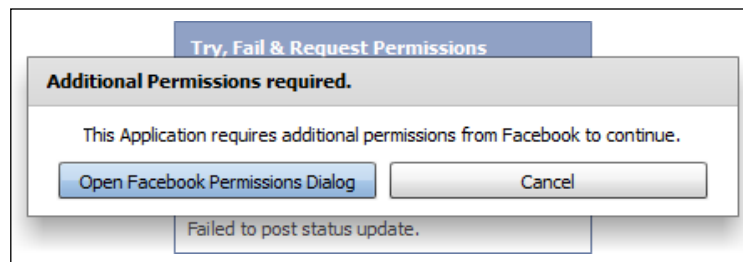 Try, Fail & Request Permissions
Additional Permissions required.
This Application requires additional permissions from Facebook to continue.
Open Facebook Permissions Dialog
Cancel
Failed to post status update.